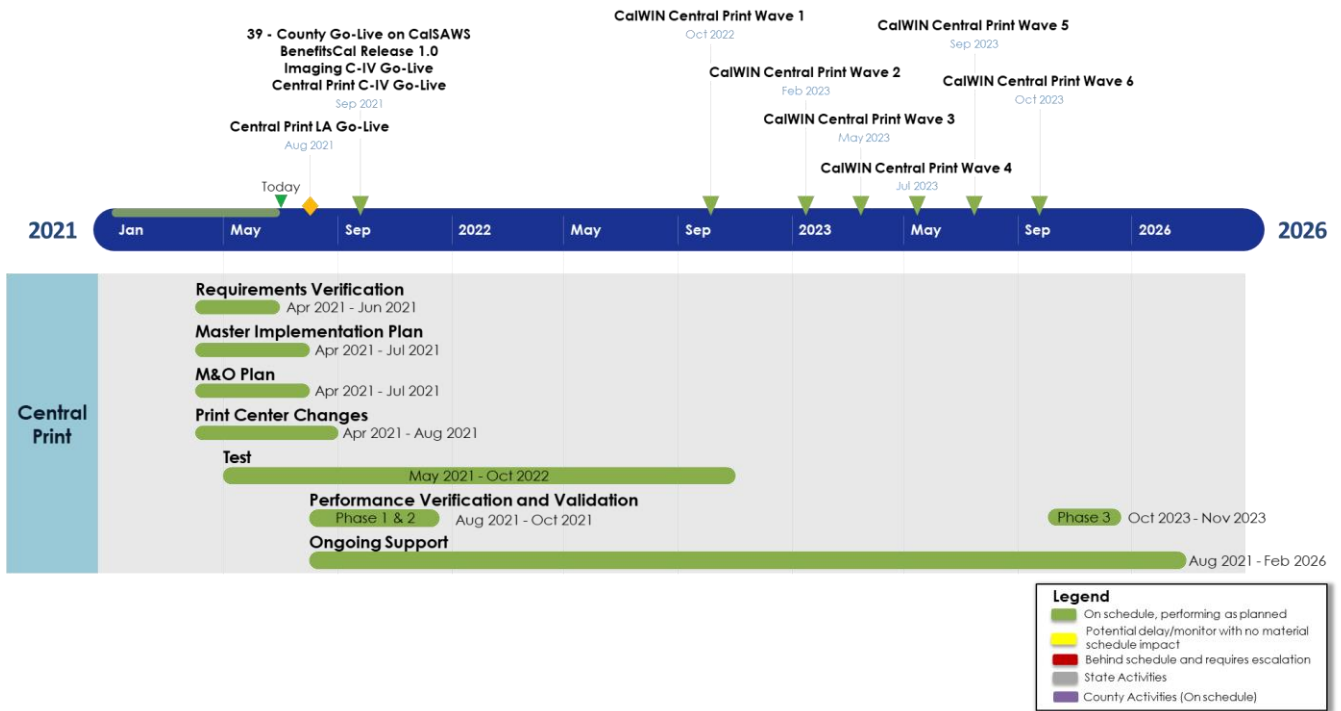 CalWIN Central Print Wave 1
Oct 2022
CalWIN Central Print Wave 5
Sep 2023
39 - County Go-Live on CalSAWS
BenefitsCal Release 1.0
Imaging C-IV Go-Live
Central Print C-IV Go-Live
Sep 2021
CalWIN Central Print Wave 2
Feb 2023
CalWIN Central Print Wave 6
Oct 2023
Central Print LA Go-Live
Aug 2021
CalWIN Central Print Wave 3
May 2023
CalWIN Central Print Wave 4
Jul 2023
Today
2021 Jan May Sep 2022 May Sep 2023 May Sep 2026 2026
Central
Print
Requirements Verification
Apr 2021 - Jun 2021
Master Implementation Plan
Apr 2021 - Jul 2021
M&O Plan
Apr 2021 - Jul 2021
Print Center Changes
Apr 2021 - Aug 2021
Test
May 2021 - Oct 2022
Performance Verification and Validation
Phase 1 & 2 Aug 2021 - Oct 2021 Phase 3 Oct 2023 - Nov 2023
Ongoing Support
Aug 2021 - Feb 2026
Legend
On schedule, performing as planned
Potential delay/monitor with no material
schedule impact
Behind schedule and requires escalation
State Activities
County Activities (On schedule)